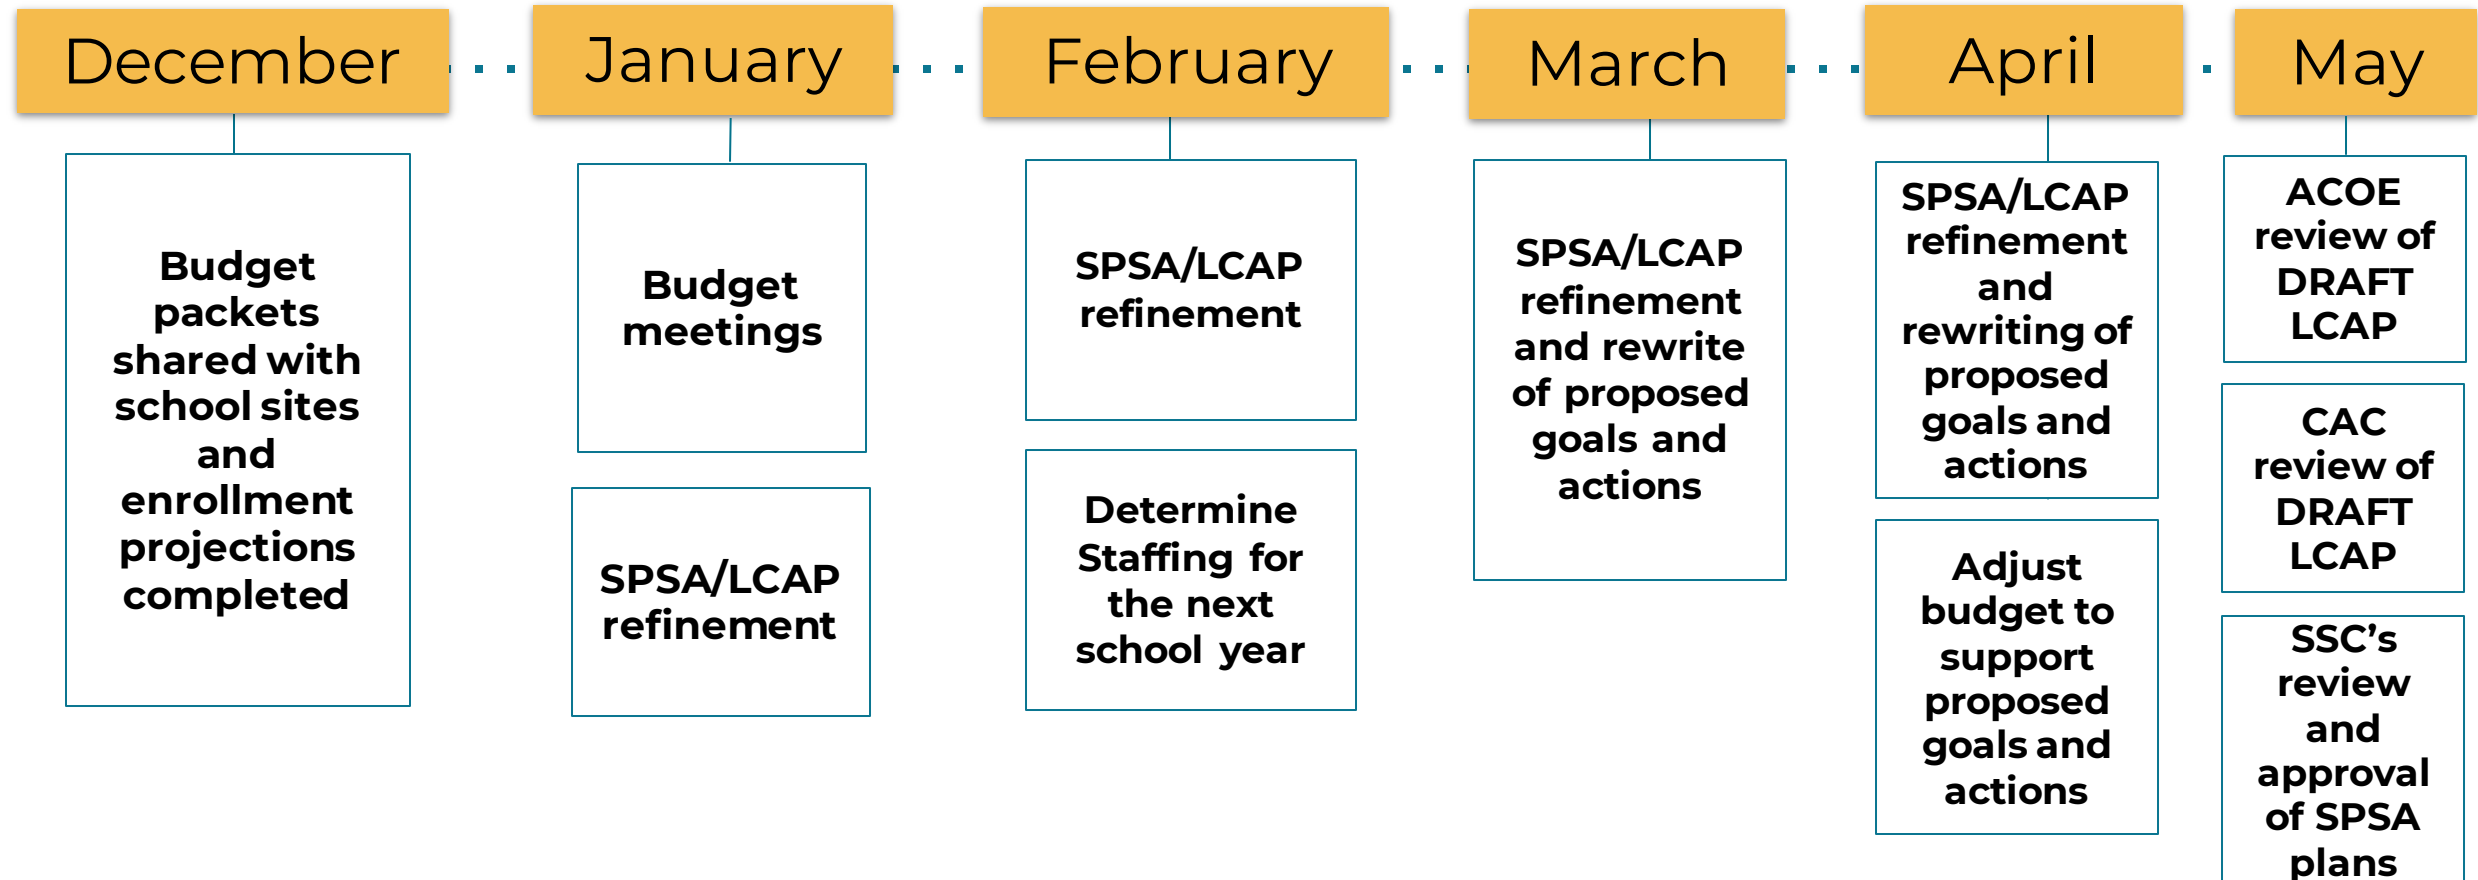 December
January
February
March
April
May
Budget
packets
shared with
school sites
and
enrollment
projections
completed
Budget
meetings
SPSA/LCAP
refinement
SPSA/LCAP
refinement
Determine
Staffing for
the next
school year
SPSA/LCAP
refinement
and rewrite
of proposed
goals and
actions
SPSA/LCAP
refinement
and
rewriting of
proposed
goals and
actions
Adjust
budget to
support
proposed
goals and
actions
ACOE
review of
DRAFT
LCAP
CAC
review of
DRAFT
LCAP
SSC’s
review
and
approval
of SPSA
plans